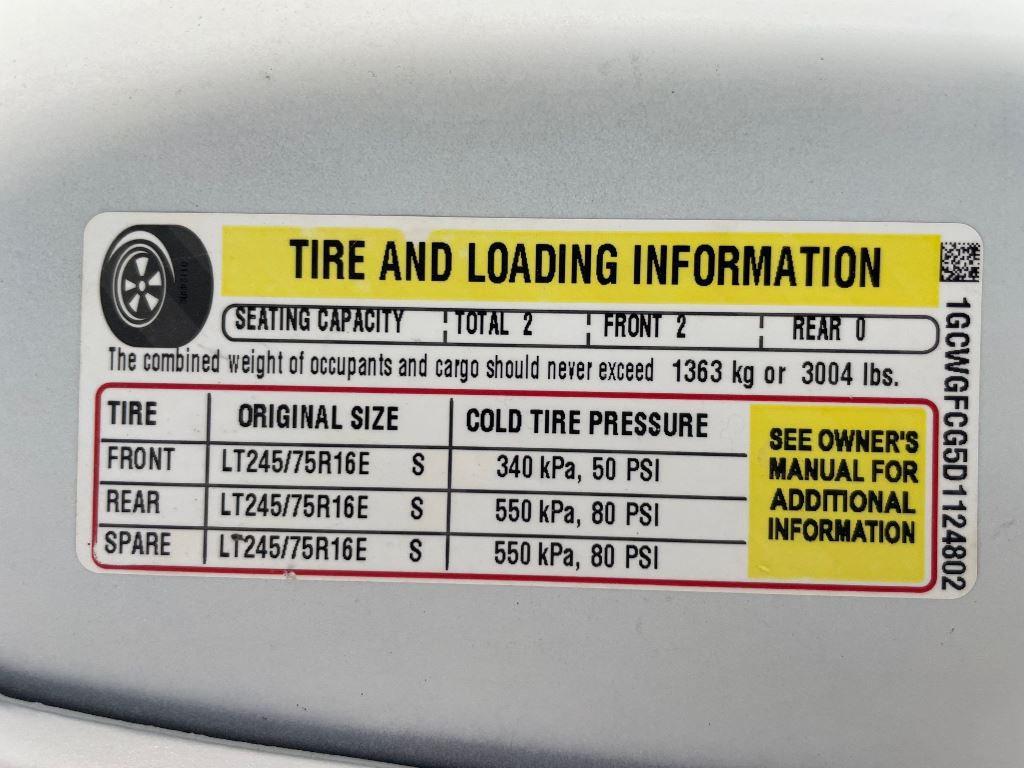 TIRE AND LOADING INFORMATION
SEATING CAPACITY TOTAL 2 FRONT 2 REAR 0
The combined weight of occupants and cargo should never exceed 1363 kg or 3004 lbs.
TIRE ORIGINAL SIZE COLD TIRE PRESSURE
FRONT LT245/75R16E S 340 kPa, 50 PSI
REAR LT245/75R16E S 550 kPa, 80 PSI
SPARE LT245/75R16E S 550 kPa, 80 PSI
SEE OWNER'S
MANUAL FOR
ADDITIONAL
INFORMATION
1GCWGFCG5D1124802